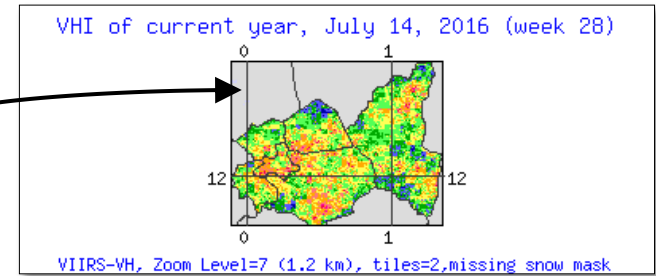 VHI of current year, July 14, 2016 (week 28)
0 1
12 12
0 1
VIIRS-VH, Zoom Level=7 (1.2 km), tiles=2,missing snow mask